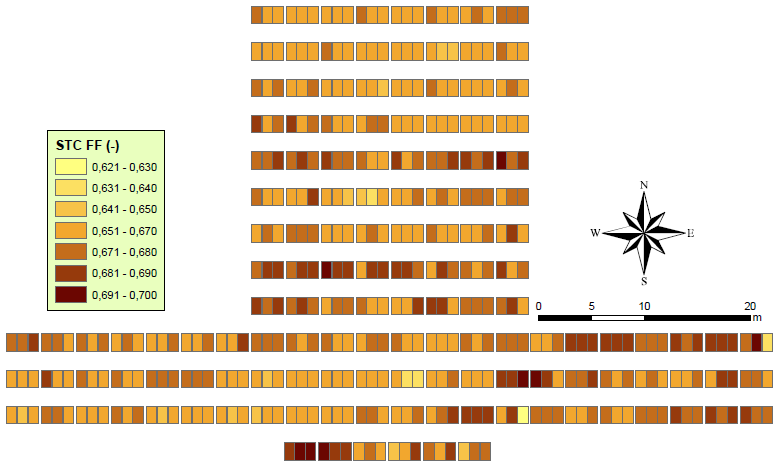 STC FF (-)
0,621 - 0,630
0,631 - 0,640
0,641 - 0,650
0,651 - 0,670
0,671 - 0,680
0,681 - 0,690
0,691 - 0,700
N
W E
S
0 5 10 20
m